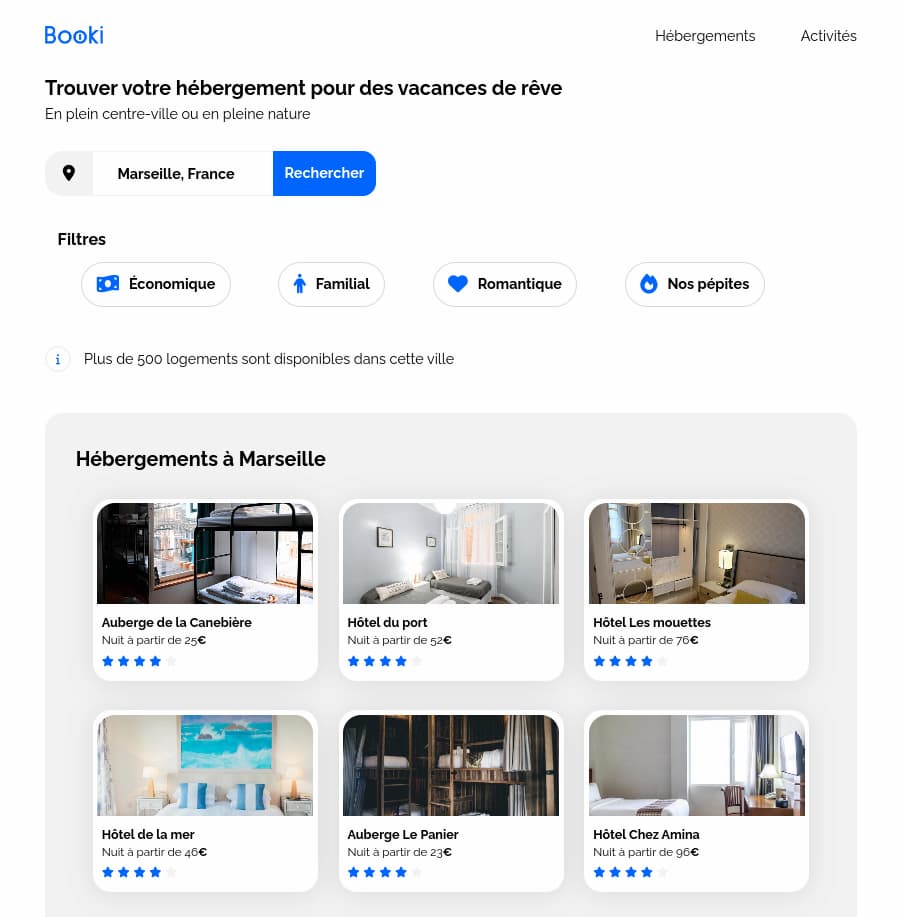 Booki
Hébergements
Activités
Trouver votre hébergement pour des vacances de rêve
En plein centre-ville ou en pleine nature
Marseille, France
Rechercher
Filtres
Économique
Familial
Romantique
Nos pépites
i
Plus de 500 logements sont disponibles dans cette ville
Hébergements à Marseille
Auberge de la Canebière
Nuit à partir de 25€
Hôtel du port
Nuit à partir de 52€
Hôtel Les mouettes
Nuit à partir de 76€
Hôtel de la mer
Nuit à partir de 46€
Auberge Le Panier
Nuit à partir de 23€
Hôtel Chez Amina
Nuit à partir de 96€